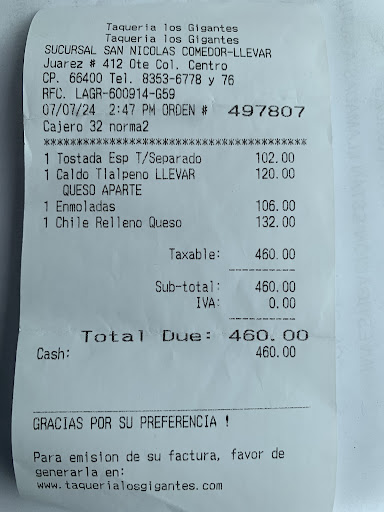 Taqueria los Gigantes
Taqueria los Gigantes
SUCURSAL SAN NICOLAS COMEDOR-LLEVAR
Juarez # 412 Ote Col. Centro
CP. 66400 Tel. 8353-6778 y 76
RFC. LAGR-600914-G59
07/07/24 2:47 PM ORDEN # 497807
Cajero 32 norma2
****************************************
1 Tostada Esp T/Separado 102.00
1 Caldo Tlalpeno LLEVAR 120.00
QUESO APARTE
1 Enmoladas 106.00
1 Chile Relleno Queso 132.00
Taxable: 460.00
----------
Sub-total: 460.00
IVA: 0.00
----------
Total Due: 460.00
Cash: 460.00
GRACIAS POR SU PREFERENCIA !
Para emision de su factura, favor de
generarla en:
www.taquerialosgigantes.com